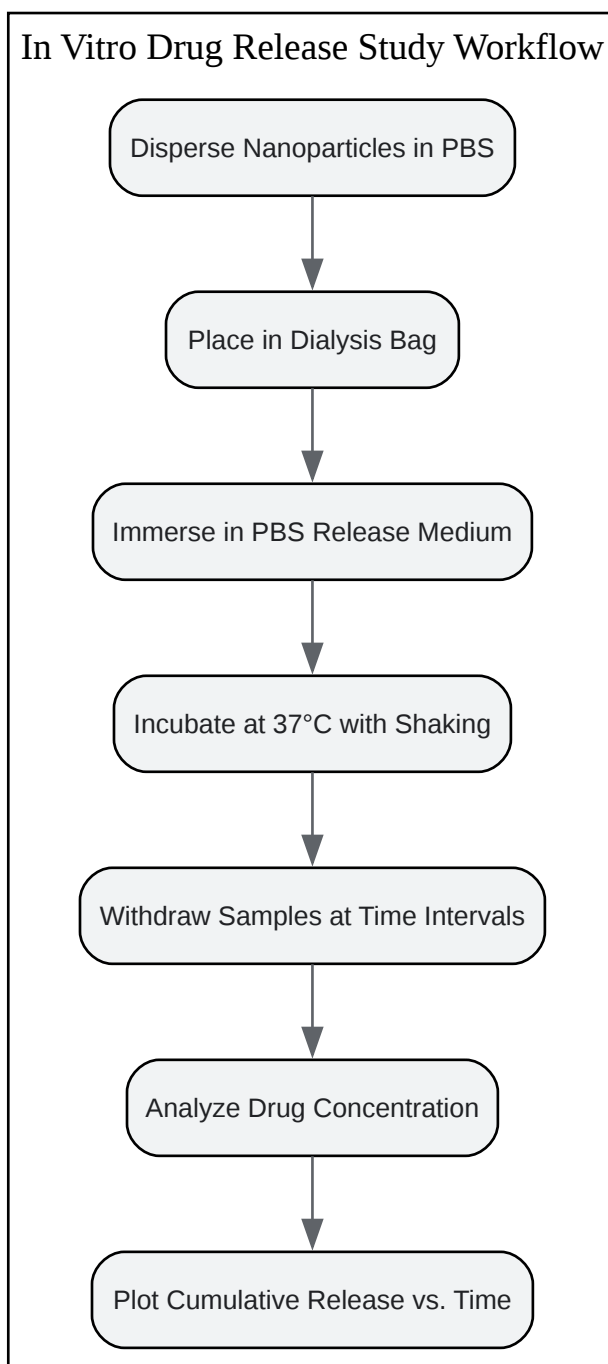 In Vitro Drug Release Study Workflow
Disperse Nanoparticles in PBS
Place in Dialysis Bag
Immerse in PBS Release Medium
Incubate at 37°C with Shaking
Withdraw Samples at Time Intervals
Analyze Drug Concentration
Plot Cumulative Release vs. Time